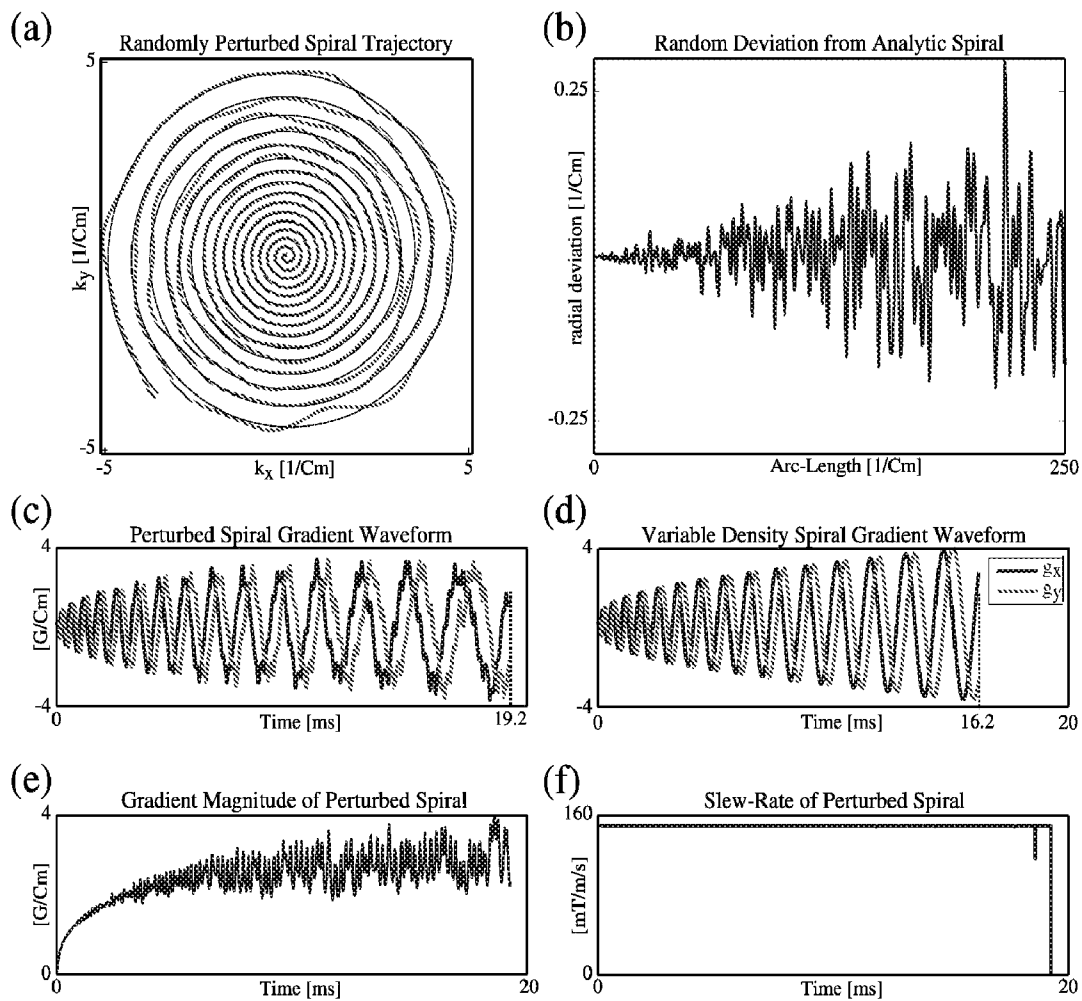 (a)
Randomly Perturbed Spiral Trajectory
5
ky [1/Cm]
-5
-5
kx [1/Cm]
5
(b)
Random Deviation from Analytic Spiral
0.25
radial deviation [1/Cm]
-0.25
0
Arc-Length [1/Cm]
250
(c)
Perturbed Spiral Gradient Waveform
4
[G/Cm]
-4
0
Time [ms]
19.2
(d)
Variable Density Spiral Gradient Waveform
4
gx
gy
-4
0
Time [ms]
16.2
20
(e)
Gradient Magnitude of Perturbed Spiral
4
[G/Cm]
0
0
Time [ms]
20
(f)
Slew-Rate of Perturbed Spiral
160
[mT/m/s]
0
0
Time [ms]
20